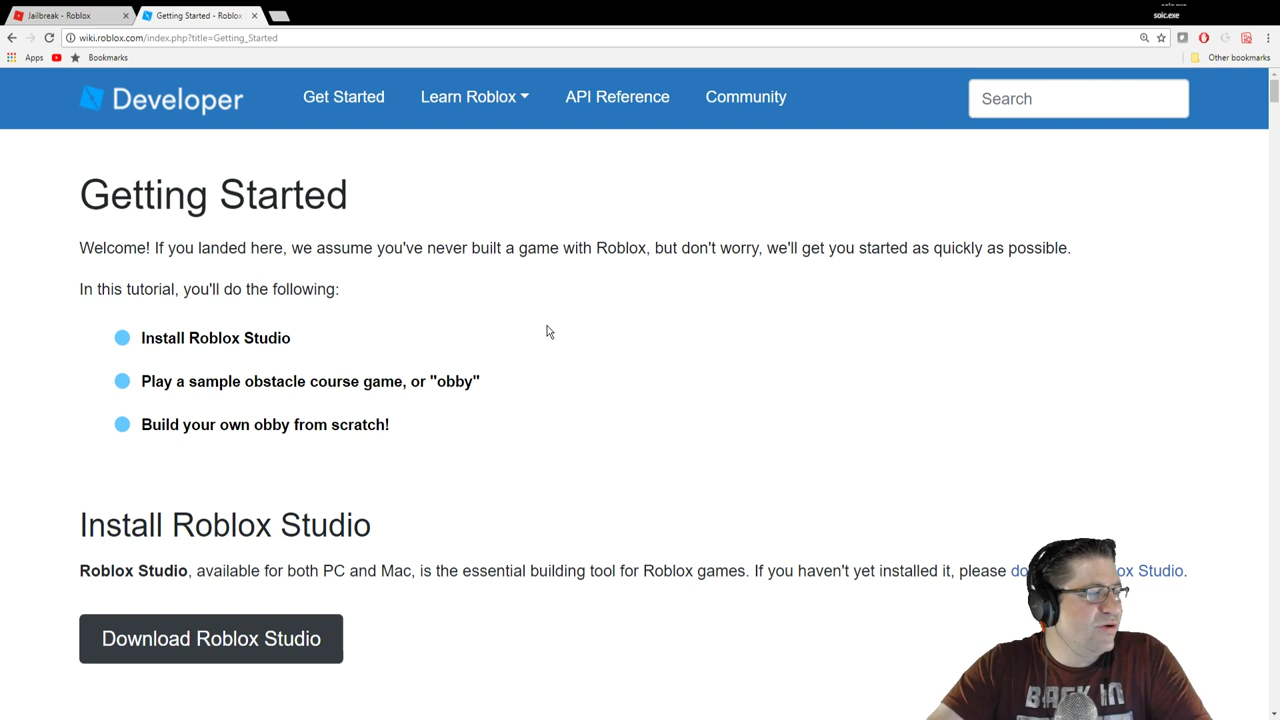 Jailbreak - Roblox
Getting Started - Roblox
solc.exe
wiki.roblox.com/index.php?title=Getting_Started
Apps
Bookmarks
Other bookmarks
Developer
Get Started
Learn Roblox
API Reference
Community
Search
Getting Started
Welcome! If you landed here, we assume you've never built a game with Roblox, but don't worry, we'll get you started as quickly as possible.
In this tutorial, you'll do the following:
Install Roblox Studio
Play a sample obstacle course game, or "obby"
Build your own obby from scratch!
Install Roblox Studio
Roblox Studio, available for both PC and Mac, is the essential building tool for Roblox games. If you haven't yet installed it, please Studio.
Download Roblox Studio
BACK IN